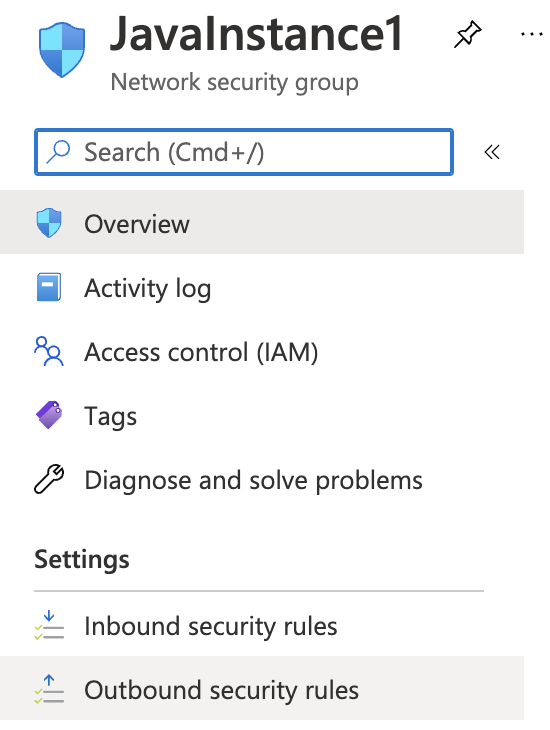 JavaInstance1
Network security group
Search (Cmd+/)
Overview
Activity log
Access control (IAM)
Tags
Diagnose and solve problems
Settings
Inbound security rules
Outbound security rules